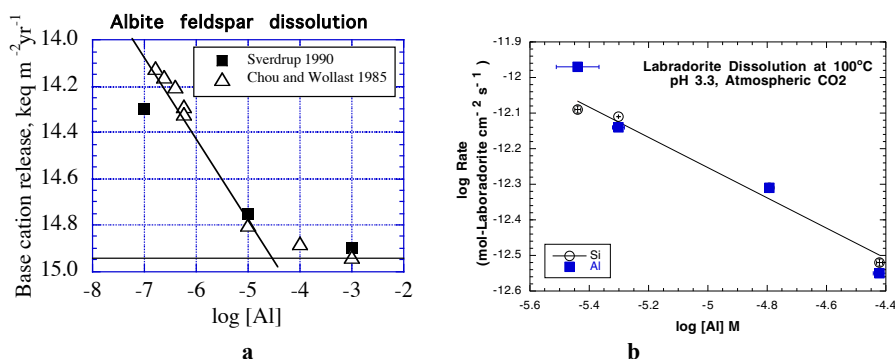 Albite feldspar dissolution
Base cation release, keq m⁻²yr⁻¹
14.0
14.2
14.4
14.6
14.8
15.0
■ Sverdrup 1990
△ Chou and Wollast 1985
-8 -7 -6 -5 -4 -3 -2
log [Al]
a
log Rate
(mol-Laboradorite cm⁻² s⁻¹)
-11.9
-12
-12.1
-12.2
-12.3
-12.4
-12.5
-12.6
Labradorite Dissolution at 100°C
pH 3.3, Atmospheric CO2
Si
Al
-5.6 -5.4 -5.2 -5 -4.8 -4.6 -4.4
log [Al] M
b